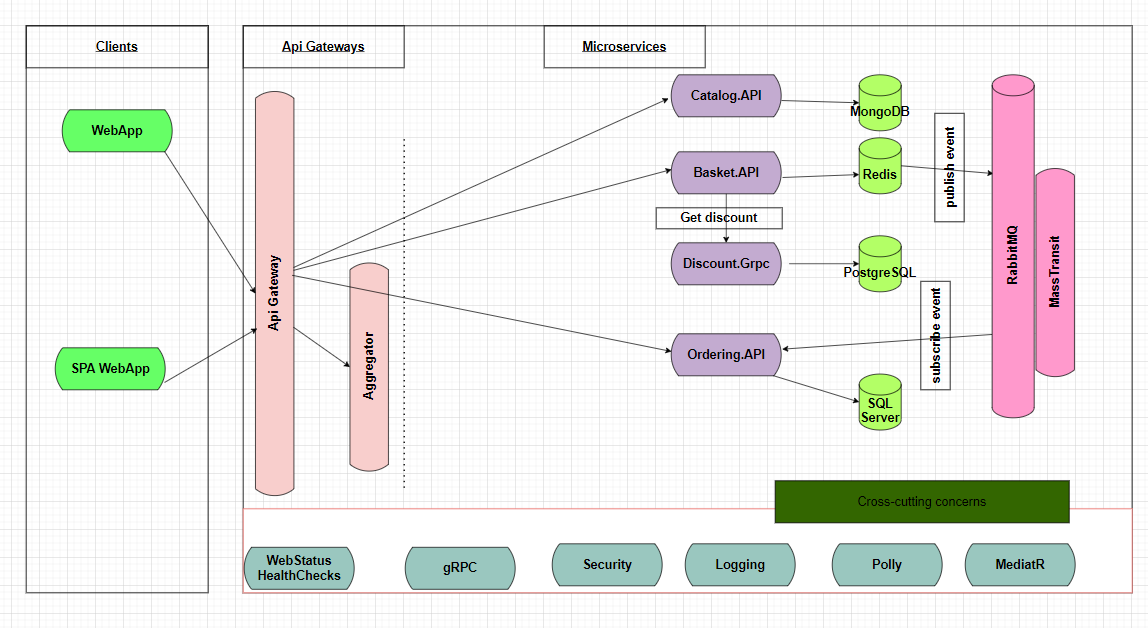 Clients
Api Gateways
Microservices
WebApp
SPA WebApp
Api Gateway
Aggregator
Catalog.API
Basket.API
Get discount
Discount.Grpc
Ordering.API
MongoDB
Redis
PostgreSQL
SQL
Server
publish event
subscribe event
RabbitMQ
MassTransit
Cross-cutting concerns
WebStatus
HealthChecks
gRPC
Security
Logging
Polly
MediatR